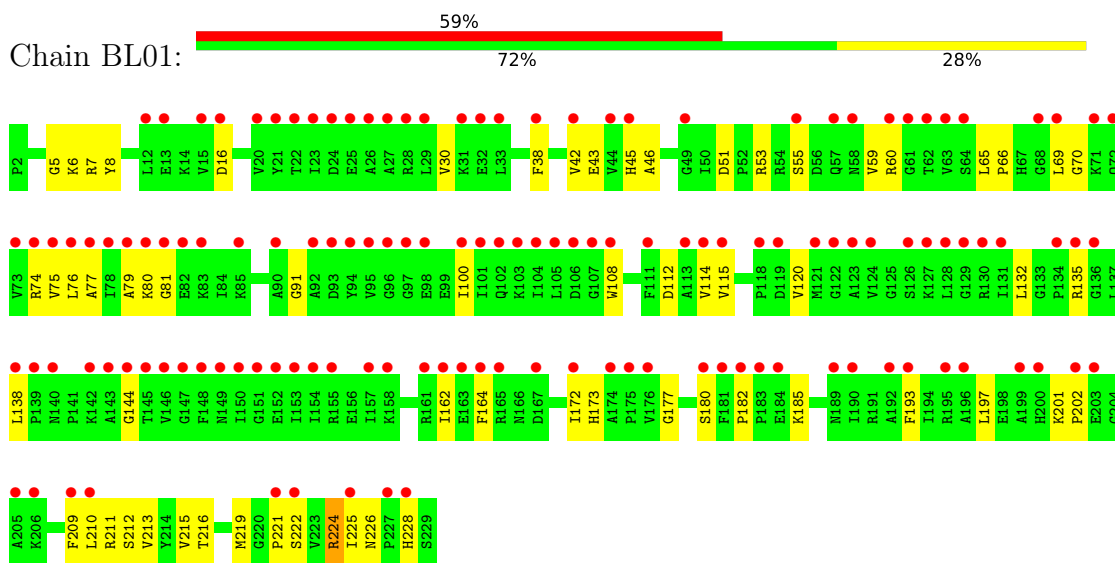 Chain BL01:
59%
72% 28%
P2 G5 K6 R7 Y8 L12 E13 K14 V15 D16 V20 Y21 T22 I23 D24 E25 A26 A27 R28 L29 V30 K31 E32 L33 F38 V42 E43 V44 H45 A46 G49 I50 D51 P52 R53 R54 S55 D56 Q57 N58 V59 R60 G61 T62 V63 S64 L65 P66 H67 G68 L69 G70 K71
V73 R74 V75 L76 A77 I78 A79 K80 G81 E82 K83 I84 K85 A90 G91 A92 D93 Y94 V95 G96 G97 E98 E99 I100 I101 Q102 K103 I104 L105 D106 G107 W108 F111 D112 A113 V114 V115 P118 D119 V120 M121 G122 A123 V124 G125 S126 K127 L128 G129 R130 I131 L132 G133 P134 R135 G136 L137
L138 P139 N140 P141 K142 A143 G144 T145 V146 G147 F148 N149 I150 G151 E152 I153 I154 R155 E156 I157 K158 R161 I162 E163 F164 R165 N166 D167 I172 H173 A174 P175 V176 G177 S180 F181 P182 P183 E184 K185 N189 I190 R191 A192 F193 I194 R195 A196 L197 E198 A199 H200 K201 P202 E203
A205 K206 F209 L210 R211 S212 V213 Y214 V215 T216 M219 G220 P221 S222 V223 R224 I225 N226 P227 H228 S229